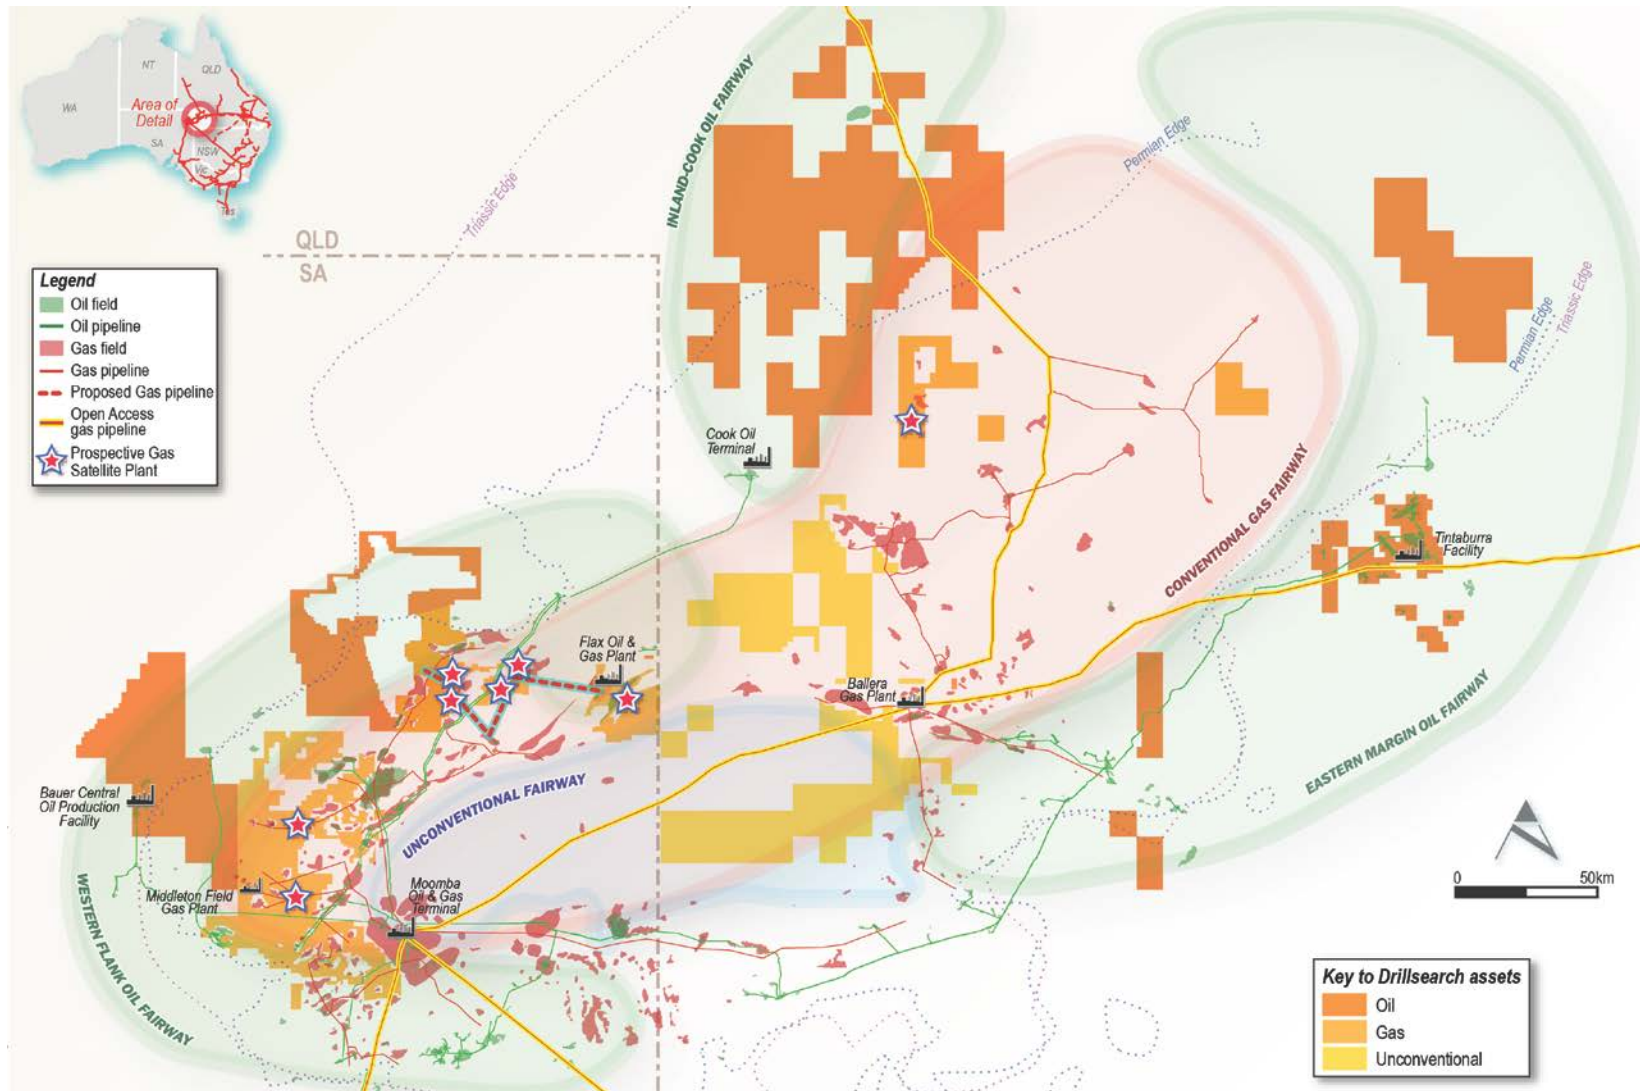 NT
QLD
WA
Area of
Detail
SA
NSW
Vic
Tas
QLD
SA
Triassic Edge
INLAND-COOK OIL FAIRWAY
Permian Edge
Legend
Oil field
Oil pipeline
Gas field
Gas pipeline
Proposed Gas pipeline
Open Access
gas pipeline
Prospective Gas
Satellite Plant
Permian Edge
Triassic Edge
Cook Oil
Terminal
CONVENTIONAL GAS FAIRWAY
Tintaburra
Facility
Flax Oil &
Gas Plant
Ballera
Gas Plant
EASTERN MARGIN OIL FAIRWAY
Bauer Central
Oil Production
Facility
UNCONVENTIONAL FAIRWAY
Middleton Field
Gas Plant
Moomba
Oil & Gas
Terminal
WESTERN FLANK OIL FAIRWAY
0 50km
Key to Drillsearch assets
Oil
Gas
Unconventional